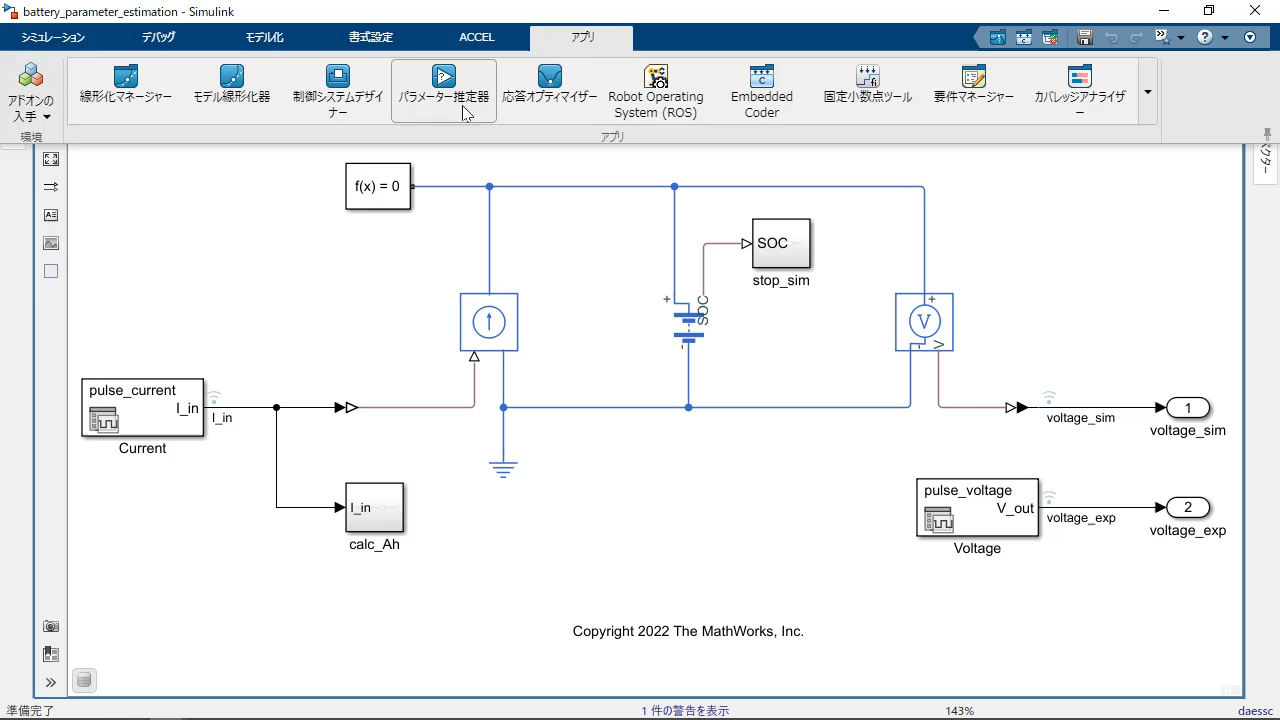 battery_parameter_estimation - Simulink
シミュレーション
デバッグ
モデル化
書式設定
ACCEL
アプリ
アドオンの
入手
線形化マネージャー
モデル線形化器
制御システムデザイ
ナー
パラメーター推定器
応答オプティマイザー
Robot Operating
System (ROS)
Embedded
Coder
固定小数点ツール
要件マネージャー
カバレッジアナライザ
ー
環境
アプリ
f(x) = 0
SOC
stop_sim
+
SOC
-
+
V
-
V
pulse_current
I_in
I_in
Current
I_in
calc_Ah
voltage_sim
1
voltage_sim
pulse_voltage
V_out
Voltage
voltage_exp
2
voltage_exp
Copyright 2022 The MathWorks, Inc.
準備完了
1 件の警告を表示
143%
daessc